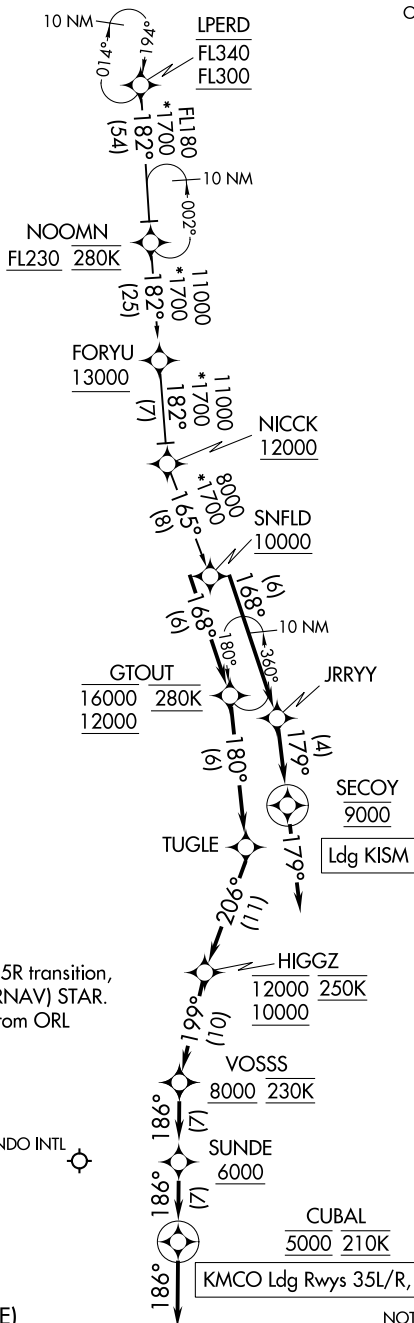 10 NM
LPERD
FL340
FL300
014°
194°
182°
(54)
FL180
*1700
10 NM
002°
NOOMN
FL230 280K
182°
(25)
11000
*1700
FORYU
13000
182°
(7)
11000
*1700
NICCK
12000
165°
(8)
8000
*1700
SNFLD
10000
168°
(6)
168°
(6)
10 NM
180°
360°
GTOUT
16000 280K
12000
JRRYY
180°
(6)
179°
(4)
SECOY
9000
179°
Ldg KISM
TUGLE
206°
(11)
5R transition,
RNAV) STAR.
rom ORL
HIGGZ
12000 250K
10000
199°
(10)
VOSSS
8000 230K
186°
(7)
NDO INTL
SUNDE
6000
186°
(7)
CUBAL
5000 210K
KMCO Ldg Rwys 35L/R,
186°
E)
NOT